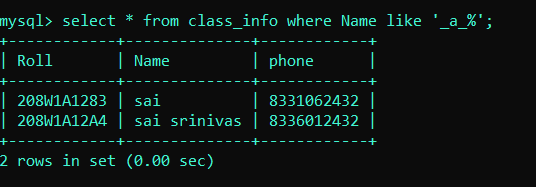 mysql> select * from class_info where Name like '_a_%';
+------------+--------------+------------+
| Roll       | Name         | phone      |
+------------+--------------+------------+
| 208W1A1283 | sai          | 8331062432 |
| 208W1A12A4 | sai srinivas | 8336012432 |
+------------+--------------+------------+
2 rows in set (0.00 sec)